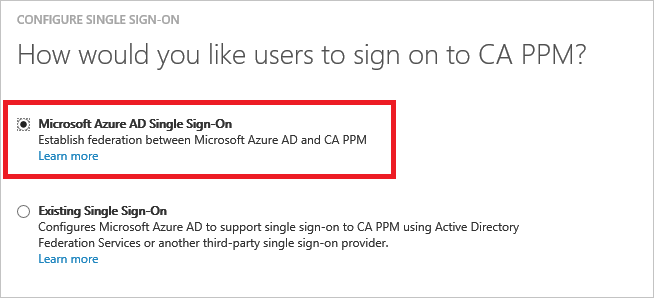 CONFIGURE SINGLE SIGN-ON
How would you like users to sign on to CA PPM?
Microsoft Azure AD Single Sign-On
Establish federation between Microsoft Azure AD and CA PPM
Learn more
Existing Single Sign-On
Configures Microsoft Azure AD to support single sign-on to CA PPM using Active Directory
Federation Services or another third-party single sign-on provider.
Learn more